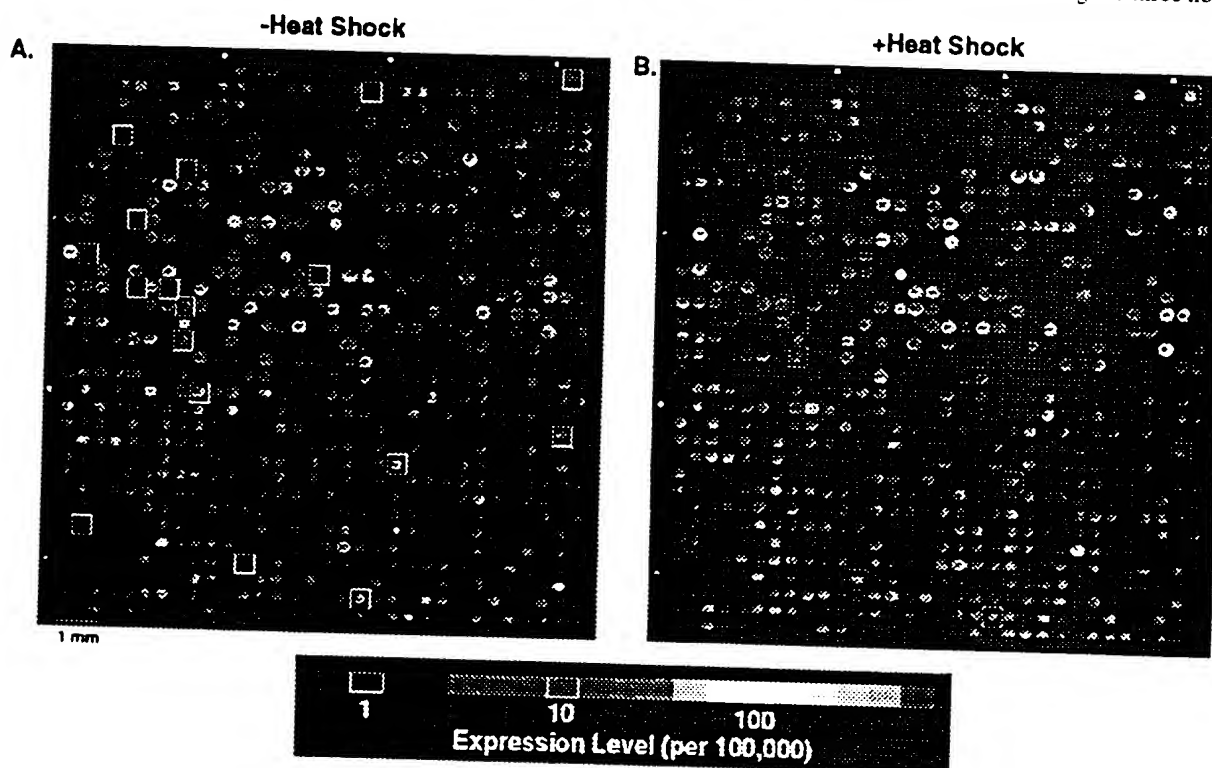 -Heat Shock
+Heat Shock
A.
B.
1 mm
1
10
100
Expression Level (per 100,000)